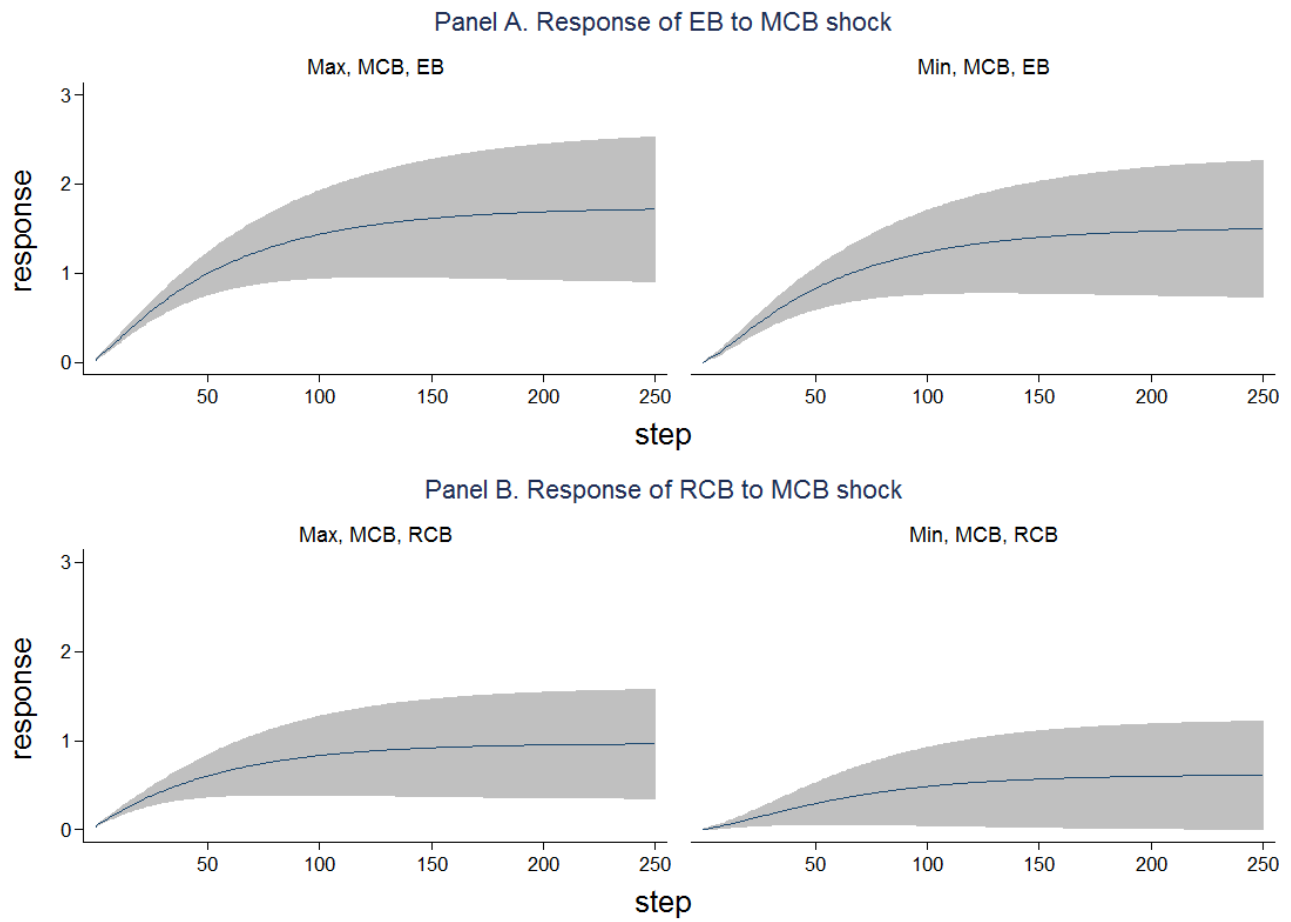 Panel A. Response of EB to MCB shock
Max, MCB, EB
Min, MCB, EB
response
3
2
1
0
50 100 150 200 250
50 100 150 200 250
step
Panel B. Response of RCB to MCB shock
Max, MCB, RCB
Min, MCB, RCB
response
3
2
1
0
50 100 150 200 250
50 100 150 200 250
step